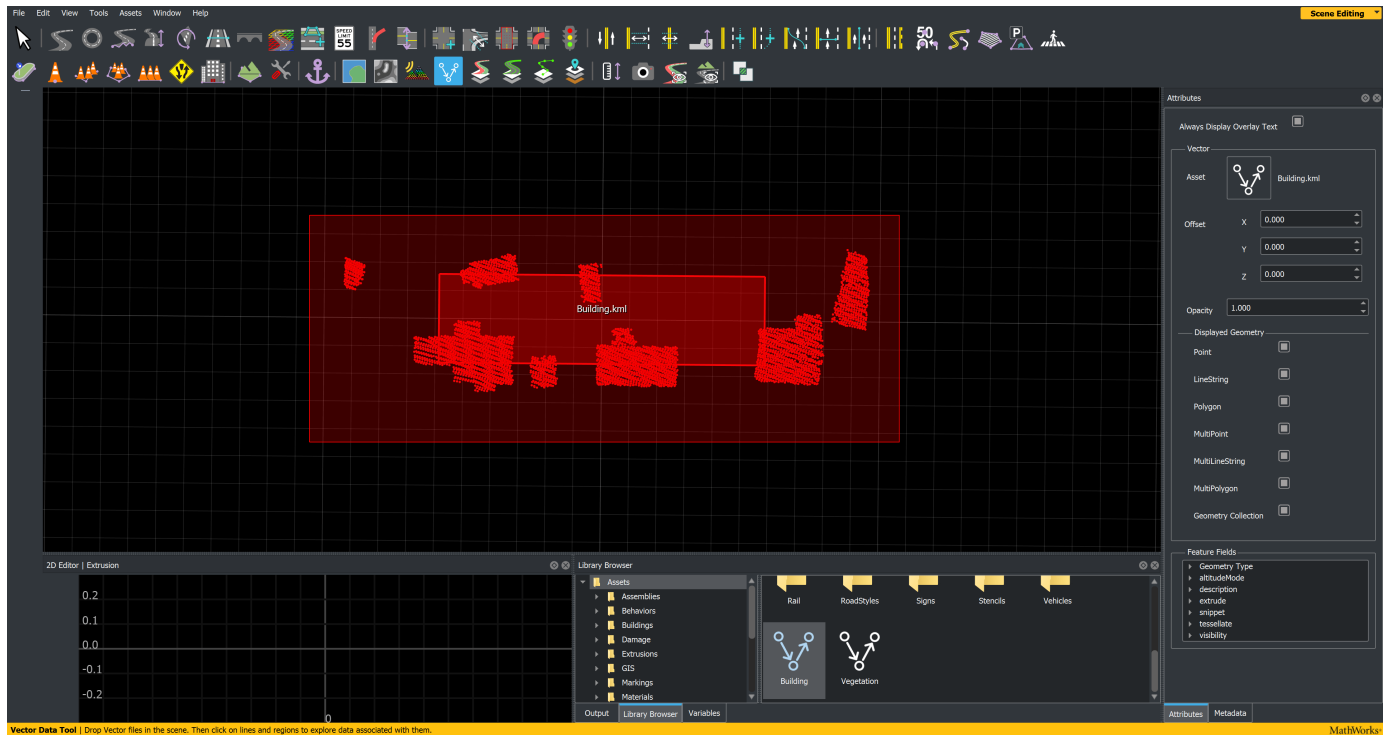 File Edit View Tools Assets Window Help
Scene Editing
SPEED LIMIT 55
50
P
Attributes
Always Display Overlay Text
Vector
Asset
Building.kml
Offset
X 0.000
Y 0.000
Z 0.000
Opacity 1.000
Displayed Geometry
Point
LineString
Polygon
MultiPoint
MultiLineString
MultiPolygon
Geometry Collection
Feature Fields
Geometry Type
altitudeMode
description
extrude
snippet
tessellate
visibility
Attributes Metadata
Building.kml
2D Editor | Extrusion
0.2
0.1
0.0
-0.1
-0.2
0
Library Browser
Assets
Assemblies
Behaviors
Buildings
Damage
Extrusions
GIS
Markings
Materials
Rail RoadStyles Signs Stencils Vehicles
Building Vegetation
Output Library Browser Variables
Vector Data Tool | Drop Vector files in the scene. Then click on lines and regions to explore data associated with them.
MathWorks